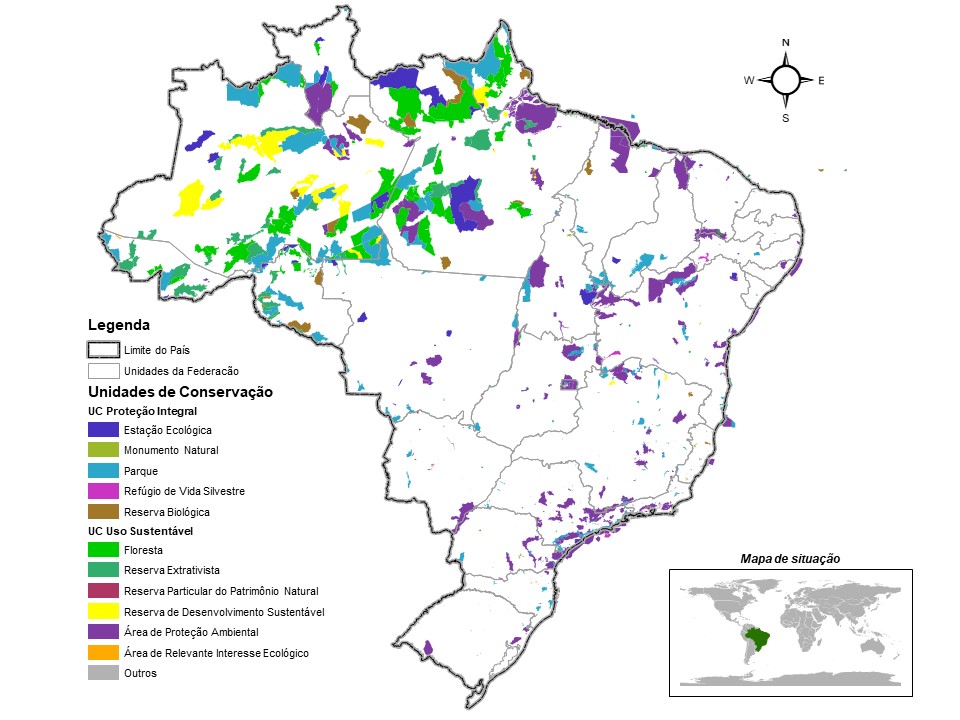 N
W E
S
Legenda
Limite do País
Unidades da Federacão
Unidades de Conservação
UC Proteção Integral
Estação Ecológica
Monumento Natural
Parque
Refúgio de Vida Silvestre
Reserva Biológica
UC Uso Sustentável
Floresta
Reserva Extrativista
Reserva Particular do Patrimônio Natural
Reserva de Desenvolvimento Sustentável
Área de Proteção Ambiental
Área de Relevante Interesse Ecológico
Outros
Mapa de situação